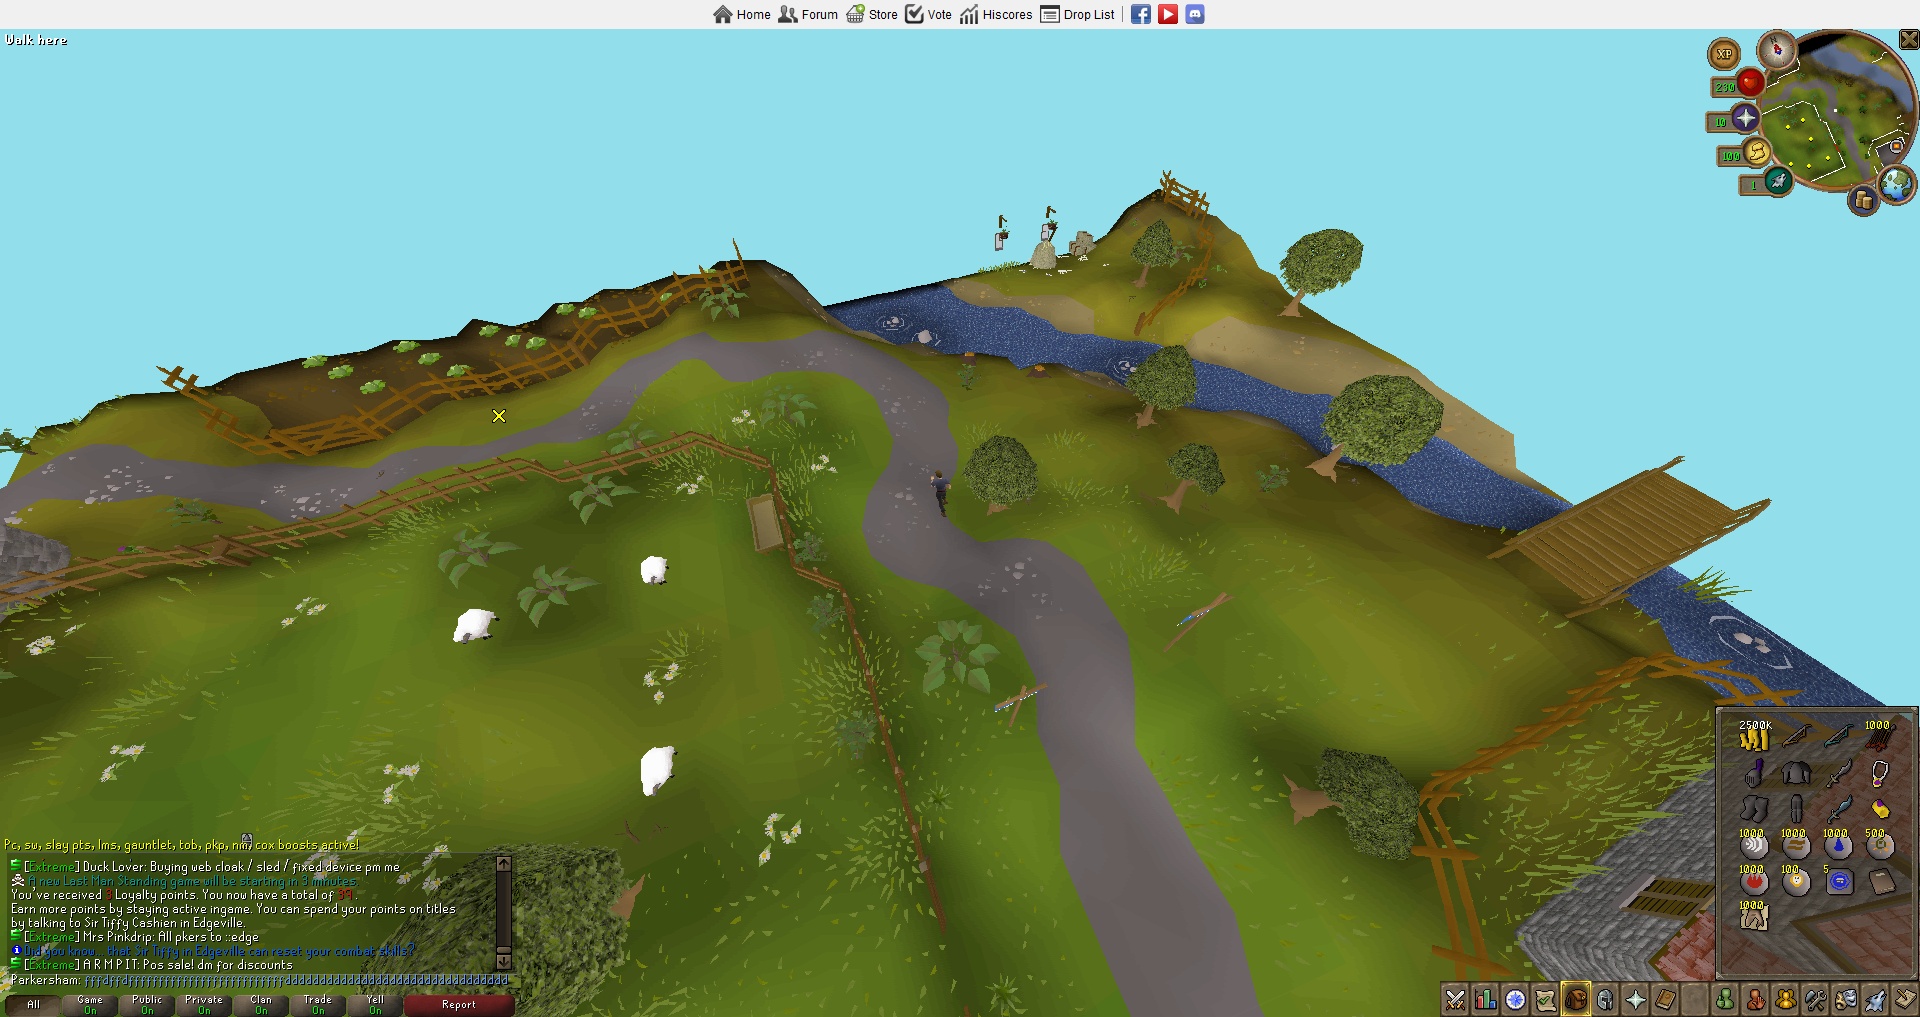 Home Forum Store Vote Hiscores Drop List
Walk here
XP
230
10
100
1
2500K
1000
1000 1000 1000 500
1000 100 5
1000
Pc, sw, slay pts, lms, gauntlet, tob, pkp, nm, cox boosts active!
[Extreme] Duck Lover: Buying web cloak / sled / fixed device pm me
A new Last Man Standing game will be starting in 3 minutes.
You've received 3 Loyalty points. You now have a total of 39.
Earn more points by staying active ingame. You can spend your points on titles
by talking to Sir Tiffy Cashien in Edgeville.
[Extreme] Mrs Pinkdrip: All pkers to ::edge
Did you know... that Sir Tiffy in Edgeville can reset your combat skills?
[Extreme] A R M P I T: Pos sale! dm for discounts
Parkersham:
All Game Public Private Clan Trade Yell Report
On On On On On On